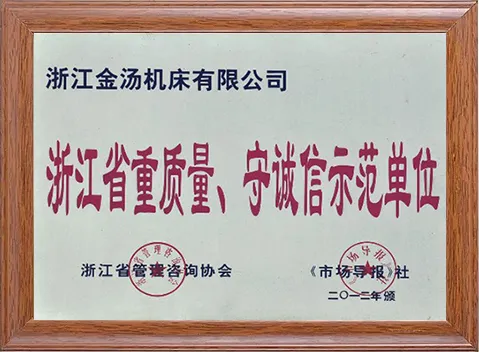 浙江金汤机床有限公司
浙江省重质量、守诚信示范单位
浙江省管理咨询协会
《市场导报》社
二〇一二年颁